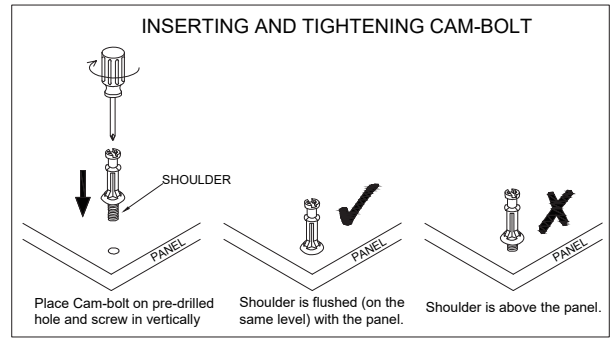 INSERTING AND TIGHTENING CAM-BOLT
SHOULDER
PANEL
PANEL
PANEL
Place Cam-bolt on pre-drilled
hole and screw in vertically
Shoulder is flushed (on the
same level) with the panel.
Shoulder is above the panel.